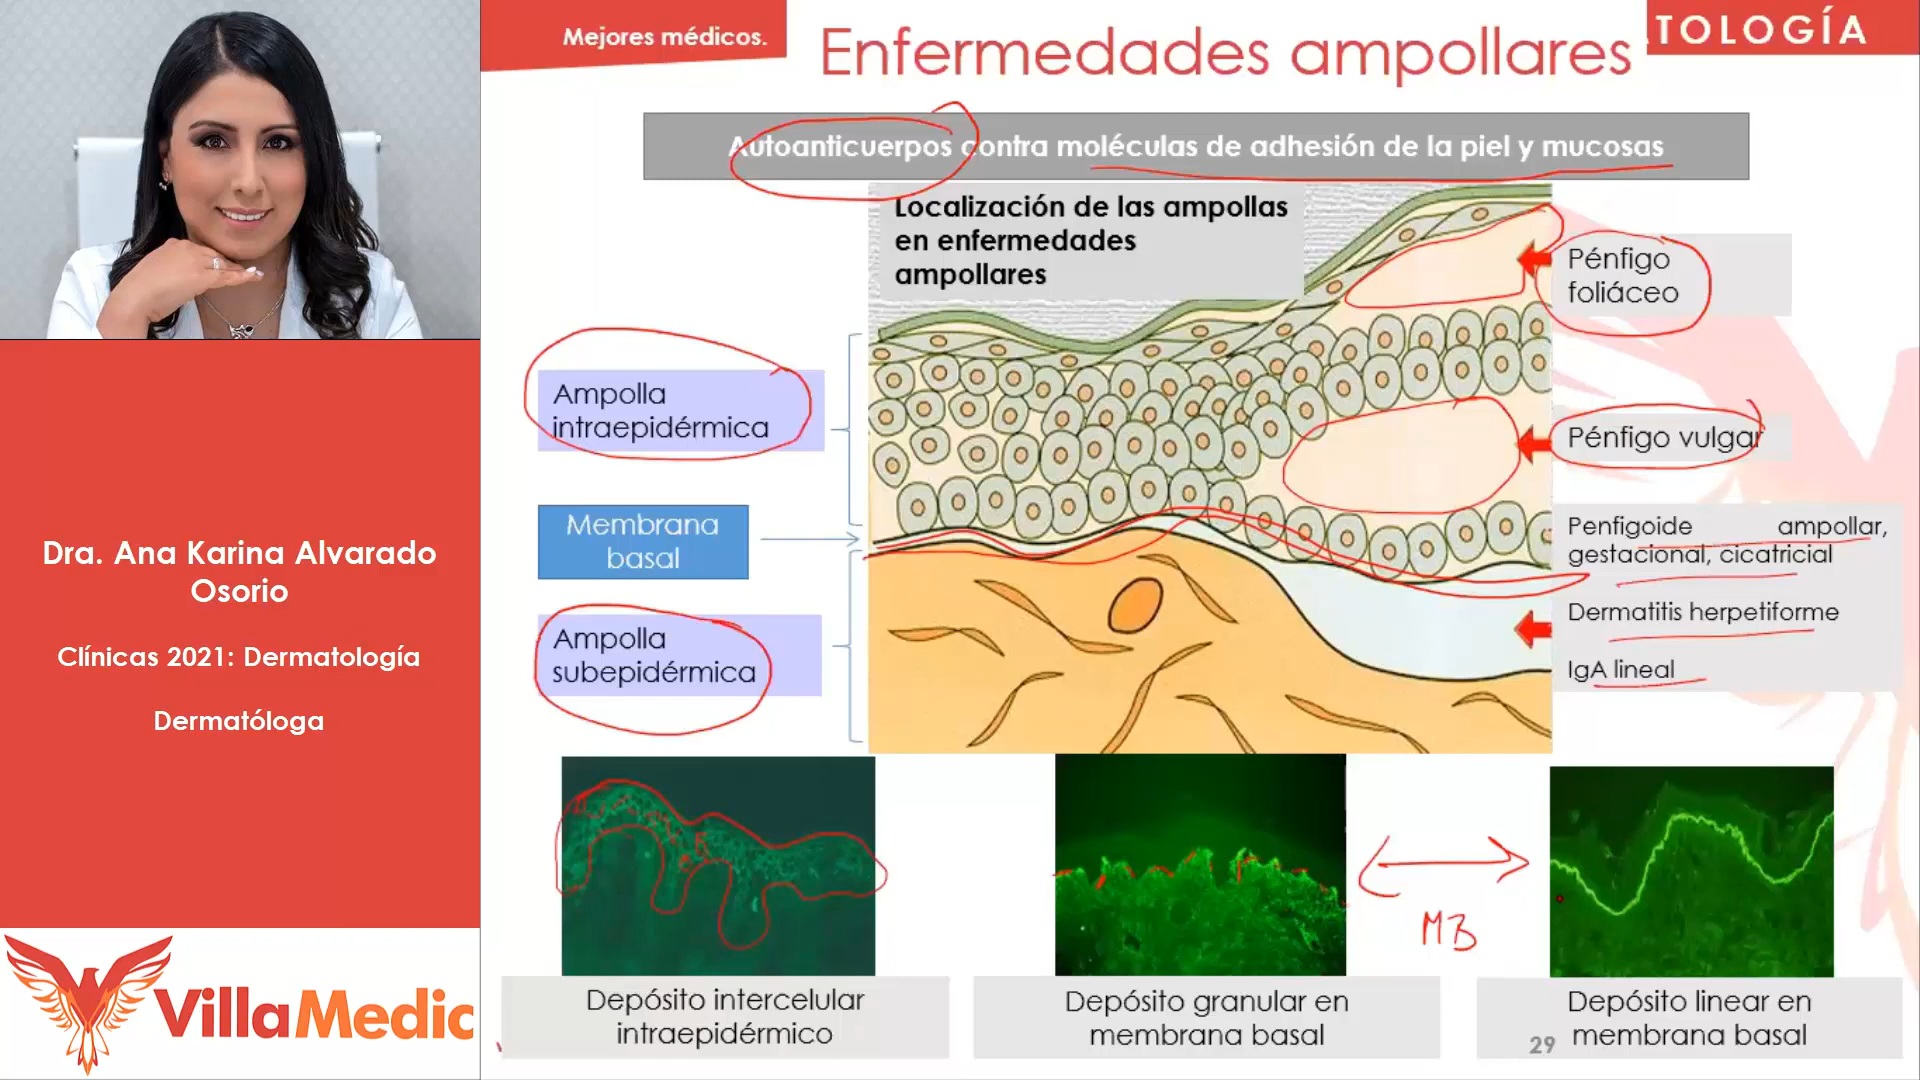 Mejores médicos.
Enfermedades ampollares
TOLOGÍA
Autoanticuerpos contra moléculas de adhesión de la piel y mucosas
Localización de las ampollas
en enfermedades
ampollares
Pénfigo
foliáceo
Ampolla
intraepidérmica
Pénfigo vulgar
Membrana
basal
Penfigoide ampollar,
gestacional, cicatricial
Dermatitis herpetiforme
IgA lineal
Ampolla
subepidérmica
MB
Depósito intercelular
intraepidérmico
Depósito granular en
membrana basal
Depósito linear en
membrana basal
29
Dra. Ana Karina Alvarado
Osorio
Clínicas 2021: Dermatología
Dermatóloga
VillaMedic